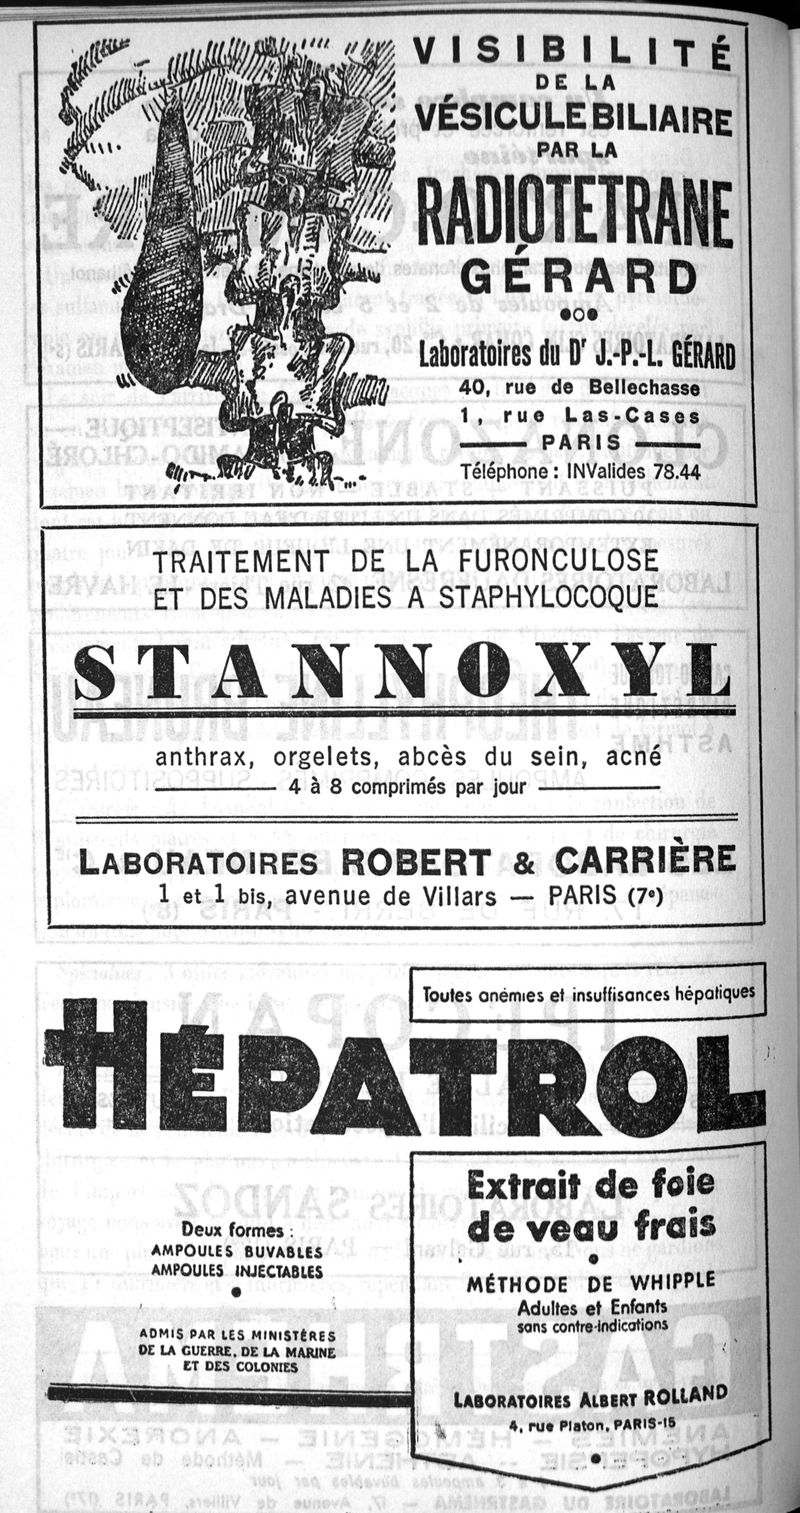 VISIBILITÉ
DE LA
VÉSICULE BILIAIRE
PAR LA
RADIOTETRANE
GÉRARD
Laboratoires du Dr J.-P.-L. GÉRARD
40, rue de Bellechasse
1, rue Las-Cases
PARIS
Téléphone : INValides 78.44
TRAITEMENT DE LA FURONCULOSE
ET DES MALADIES A STAPHYLOCOQUE
STANNOXYL
anthrax, orgelets, abcès du sein, acné
4 à 8 comprimés par jour
LABORATOIRES ROBERT & CARRIÈRE
1 et 1 bis, avenue de Villars — PARIS (7e)
Toutes anémies et insuffisances hépatiques
HÉPATROL
Extrait de foie
de veau frais
MÉTHODE DE WHIPPLE
Adultes et Enfants
sans contre-indications
LABORATOIRES ALBERT ROLLAND
4, rue Platon, PARIS-15
Deux formes :
AMPOULES BUVABLES
AMPOULES INJECTABLES
ADMIS PAR LES MINISTÈRES
DE LA GUERRE, DE LA MARINE
ET DES COLONIES